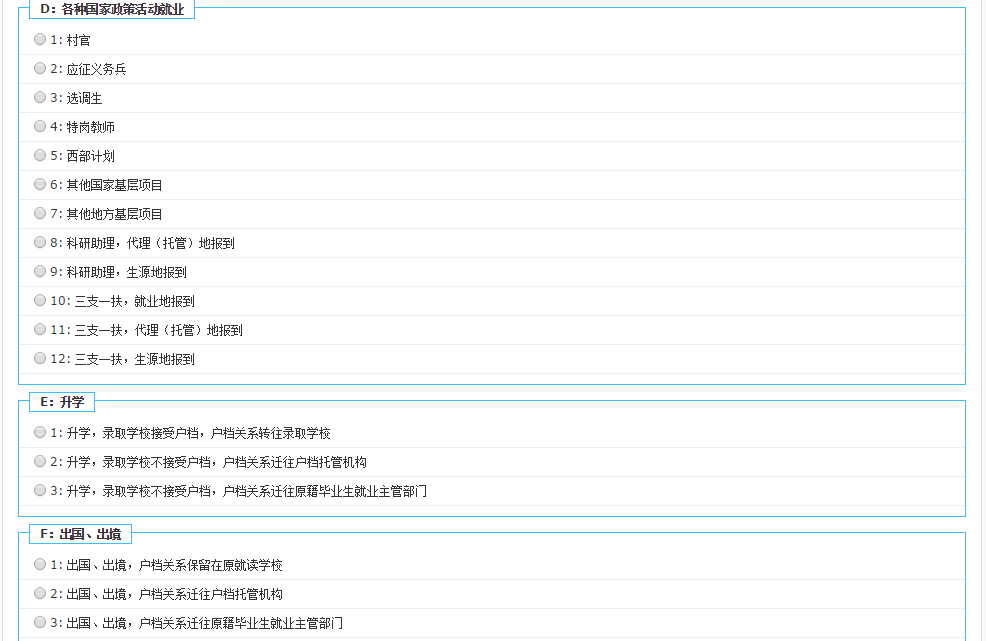 D：各种国家政策活动就业
1：村官
2：应征义务兵
3：选调生
4：特岗教师
5：西部计划
6：其他国家基层项目
7：其他地方基层项目
8：科研助理，代理（托管）地报到
9：科研助理，生源地报到
10：三支一扶，就业地报到
11：三支一扶，代理（托管）地报到
12：三支一扶，生源地报到
E：升学
1：升学，录取学校接受户档，户档关系转往录取学校
2：升学，录取学校不接受户档，户档关系迁往户档托管机构
3：升学，录取学校不接受户档，户档关系迁往原籍毕业生就业主管部门
F：出国、出境
1：出国、出境，户档关系保留在原就读学校
2：出国、出境，户档关系迁往户档托管机构
3：出国、出境，户档关系迁往原籍毕业生就业主管部门